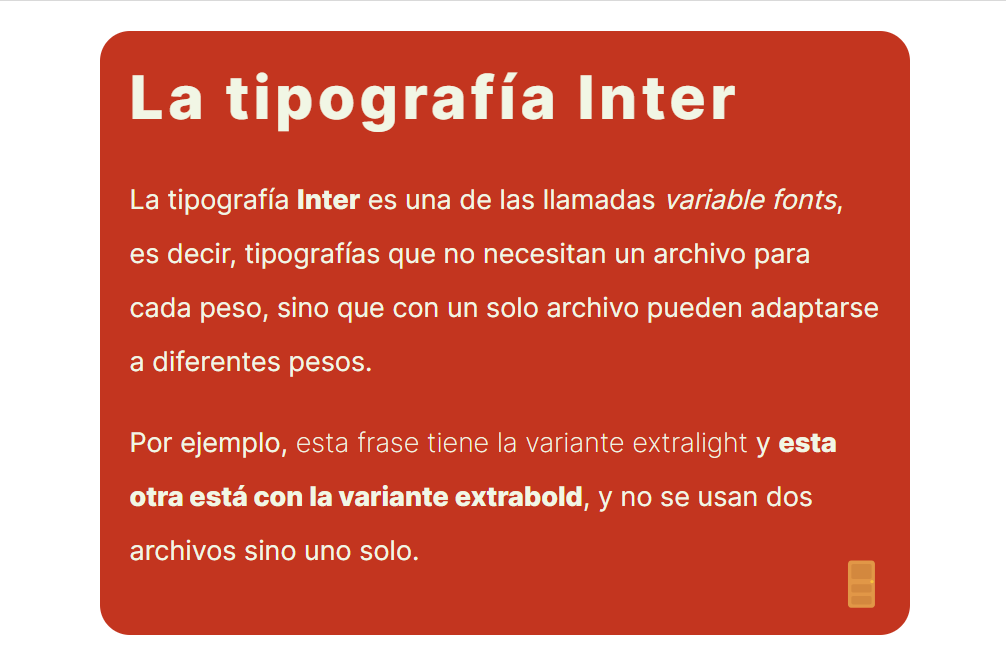 La tipografía Inter
La tipografía Inter es una de las llamadas variable fonts,
es decir, tipografías que no necesitan un archivo para
cada peso, sino que con un solo archivo pueden adaptarse
a diferentes pesos.
Por ejemplo, esta frase tiene la variante extralight y esta
otra está con la variante extrabold, y no se usan dos
archivos sino uno solo.